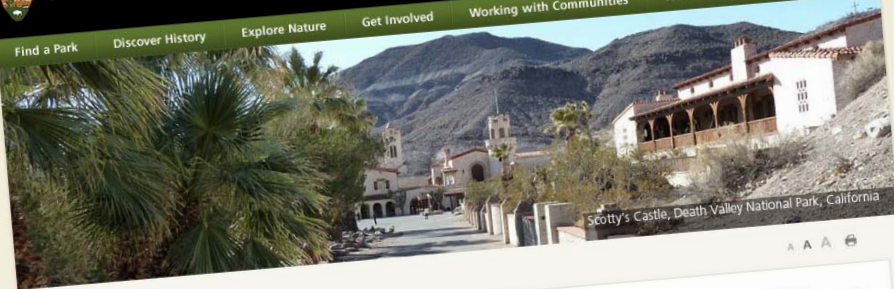 Find a Park Discover History Explore Nature Get Involved Working with Communities
Scotty's Castle, Death Valley National Park, California
A A A